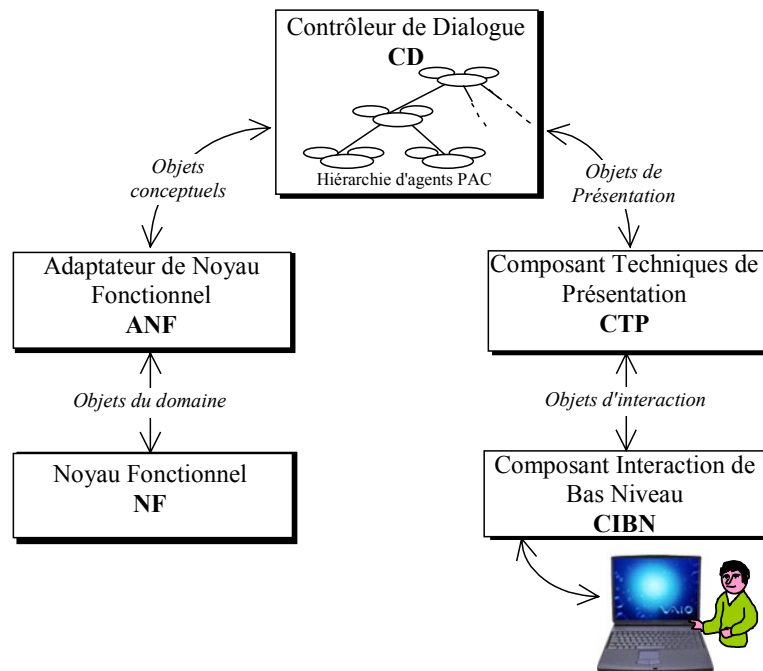 Contrôleur de Dialogue
CD
Hiérarchie d'agents PAC
Objets
conceptuels
Objets de
Présentation
Adaptateur de Noyau
Fonctionnel
ANF
Composant Techniques de
Présentation
CTP
Objets du domaine
Objets d'interaction
Noyau Fonctionnel
NF
Composant Interaction de
Bas Niveau
CIBN
VAIO